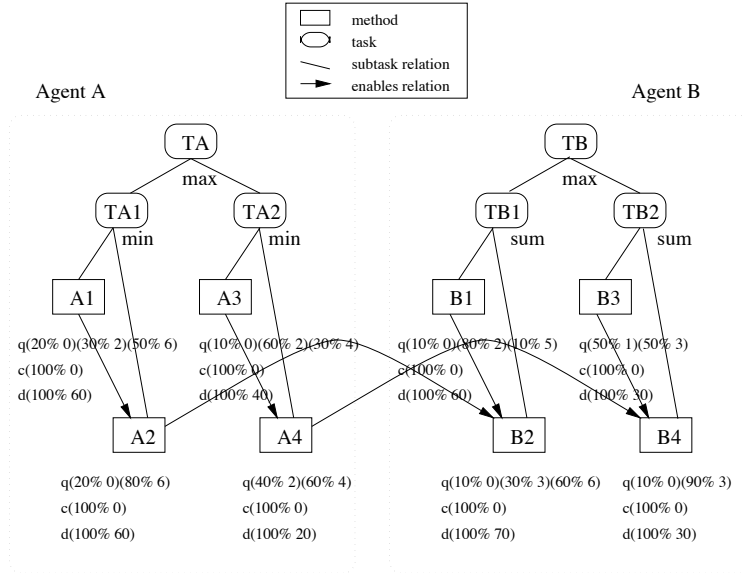 method
task
subtask relation
enables relation
Agent A
Agent B
TA
TB
max
max
TA1
TA2
TB1
TB2
min
min
sum
sum
A1
A3
B1
B3
q(20% 0)(30% 2)(50% 6)
c(100% 0)
d(100% 60)
q(10% 0)(60% 2)(30% 4)
c(100% 0)
d(100% 40)
q(10% 0)(80% 2)(10% 5)
c(100% 0)
d(100% 60)
q(50% 1)(50% 3)
c(100% 0)
d(100% 30)
A2
A4
B2
B4
q(20% 0)(80% 6)
c(100% 0)
d(100% 60)
q(40% 2)(60% 4)
c(100% 0)
d(100% 20)
q(10% 0)(30% 3)(60% 6)
c(100% 0)
d(100% 70)
q(10% 0)(90% 3)
c(100% 0)
d(100% 30)